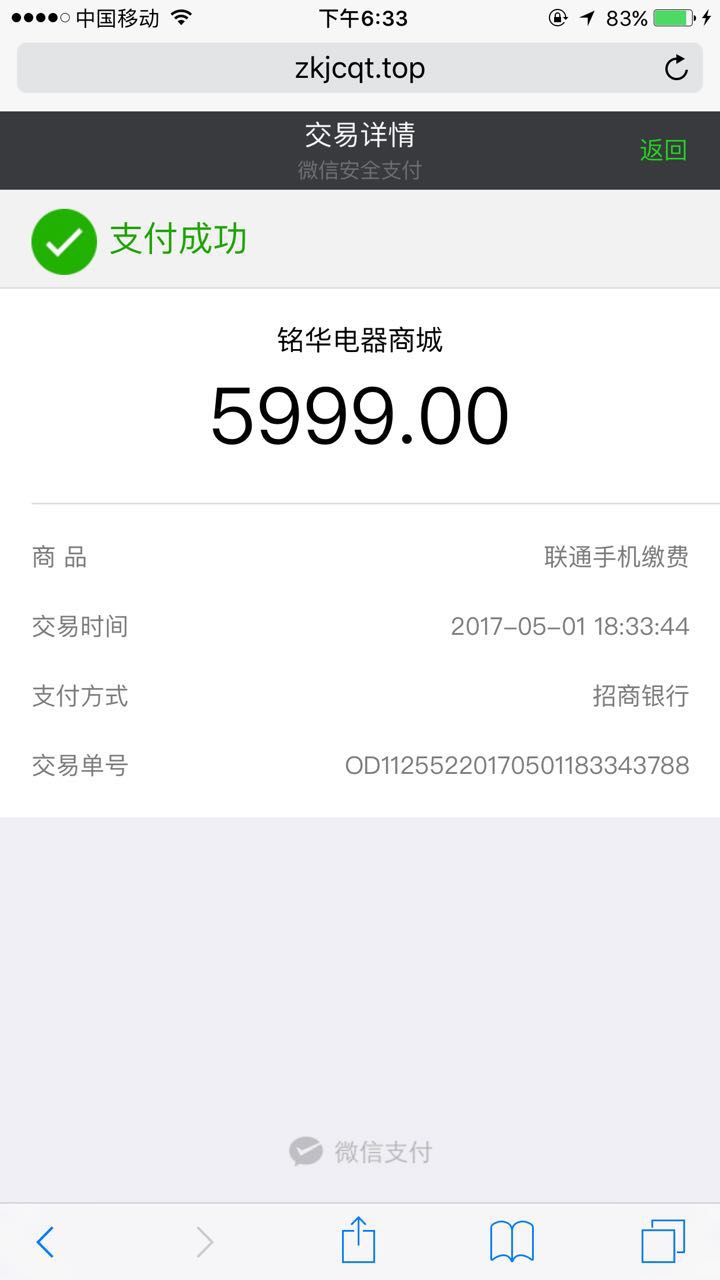 中国移动 下午6:33 83%
zkjcqt.top
交易详情
微信安全支付
返回
支付成功
铭华电器商城
5999.00
商 品 联通手机缴费
交易时间 2017-05-01 18:33:44
支付方式 招商银行
交易单号 OD11255220170501183343788
微信支付